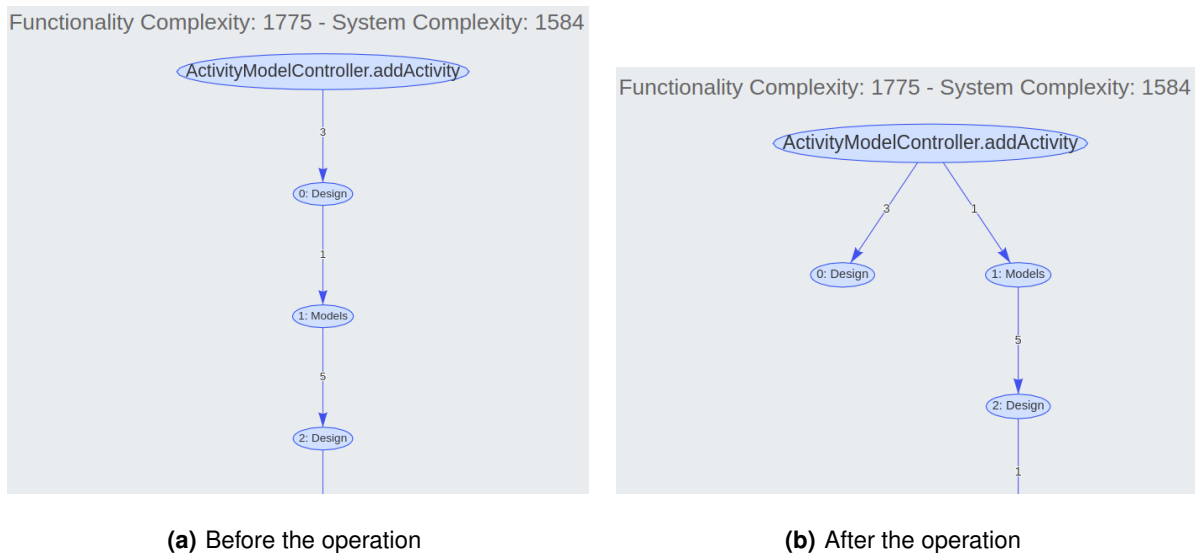 Functionality Complexity: 1775 - System Complexity: 1584
ActivityModelController.addActivity
3
0: Design
1
1: Models
5
2: Design
(a) Before the operation
Functionality Complexity: 1775 - System Complexity: 1584
ActivityModelController.addActivity
3
1
0: Design
1: Models
5
2: Design
1
(b) After the operation